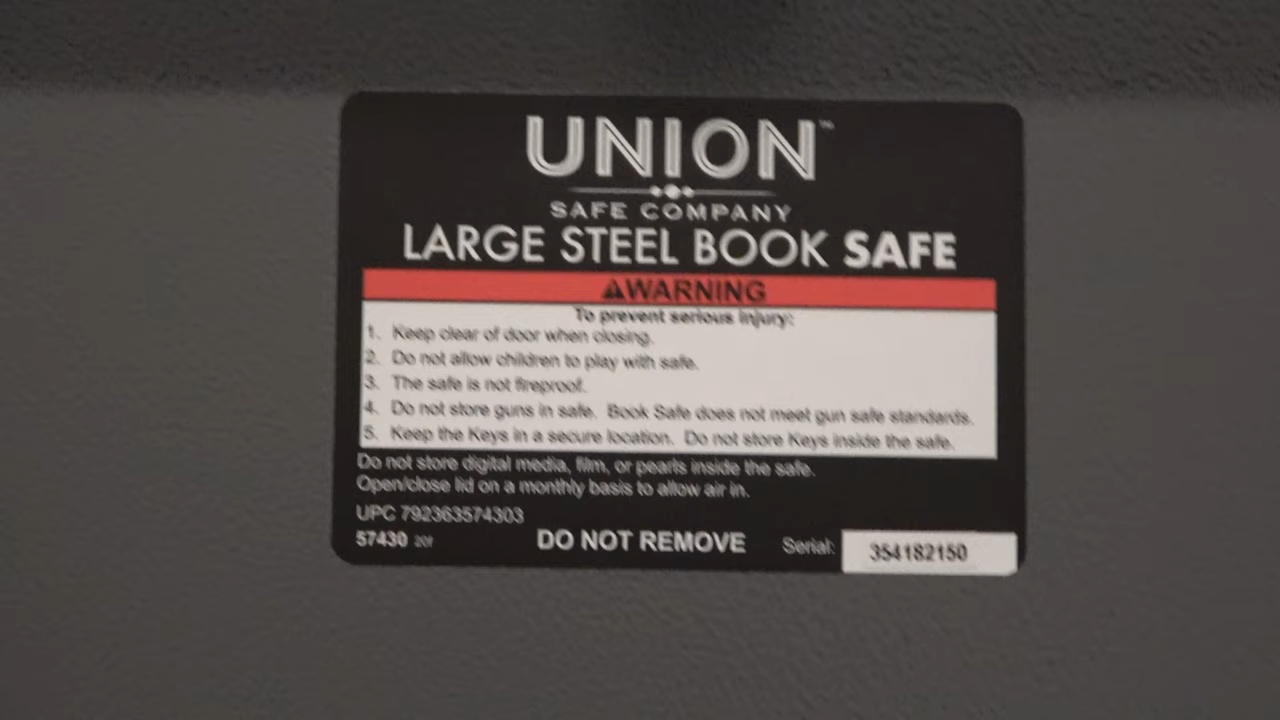 UNION™
SAFE COMPANY
LARGE STEEL BOOK SAFE
⚠WARNING
To prevent serious injury:
1. Keep clear of door when closing.
2. Do not allow children to play with safe.
3. The safe is not fireproof.
4. Do not store guns in safe. Book Safe does not meet gun safe standards.
5. Keep the Keys in a secure location. Do not store Keys inside the safe.
Do not store digital media, film, or pearls inside the safe.
Open/close lid on a monthly basis to allow air in.
UPC 792363574303
57430 DO NOT REMOVE Serial: 354182150